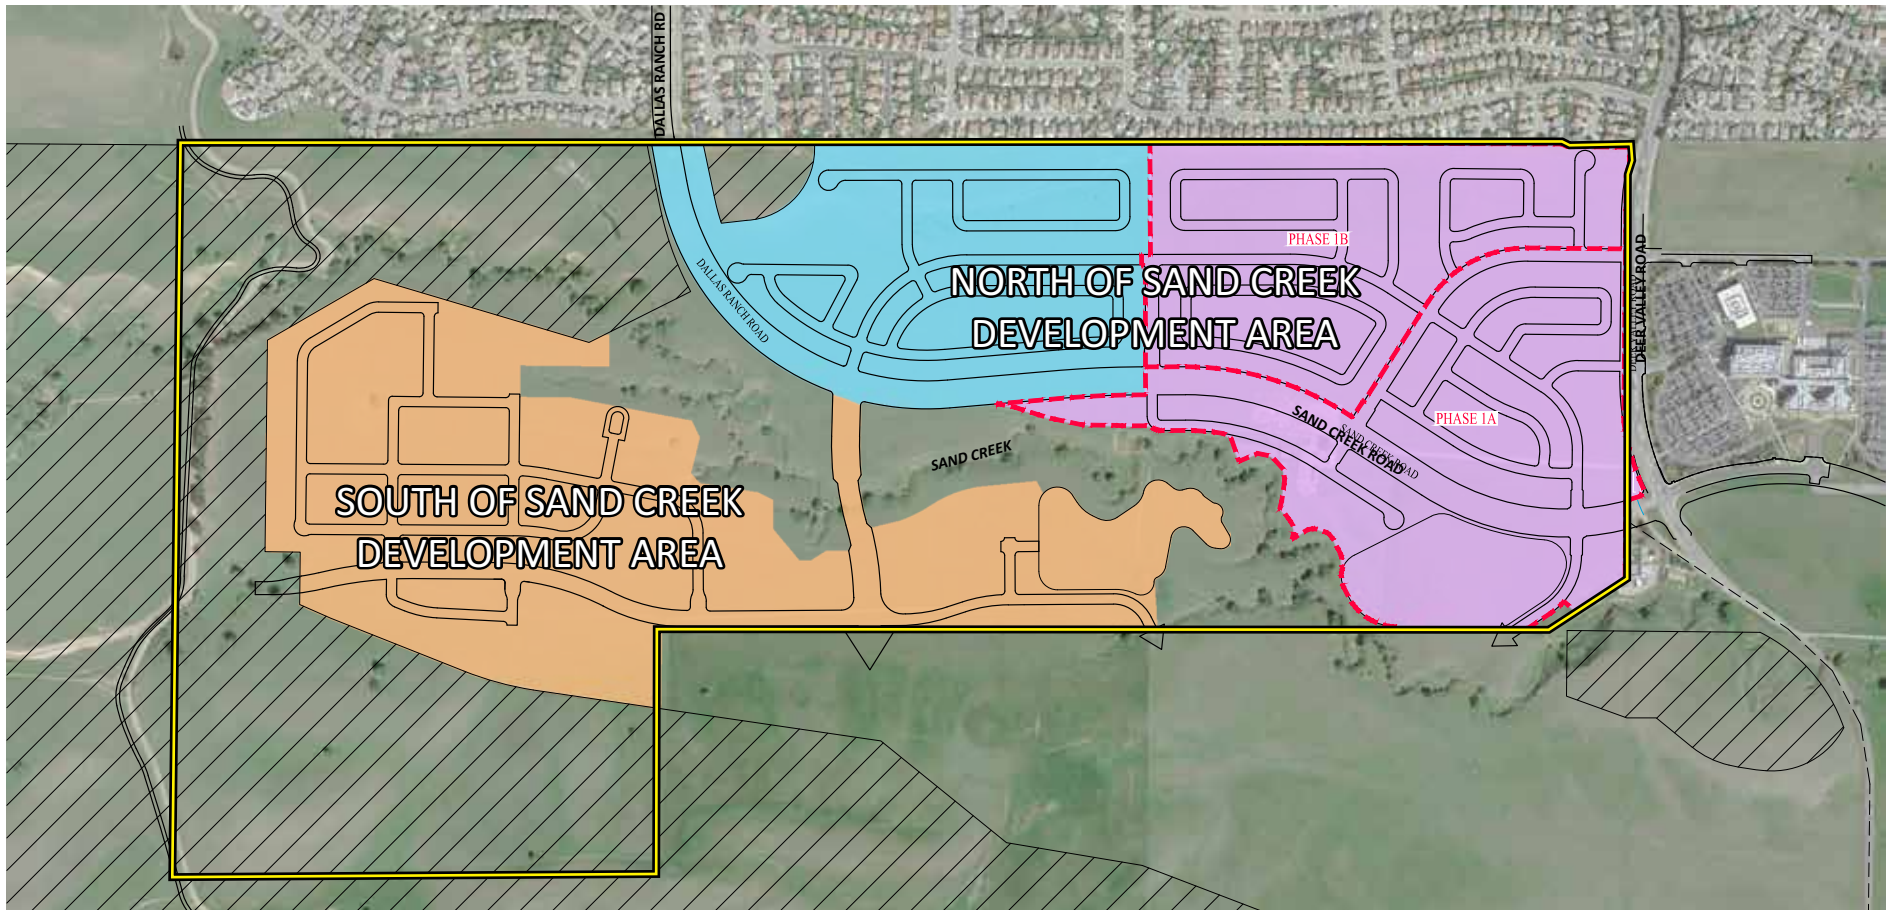 DALLAS RANCH RD
PHASE 1B
DEER VALLEY ROAD
DALLAS RANCH ROAD
NORTH OF SAND CREEK
DEVELOPMENT AREA
PHASE 1A
SAND CREEK ROAD
SAND CREEK ROAD
SAND CREEK
SOUTH OF SAND CREEK
DEVELOPMENT AREA